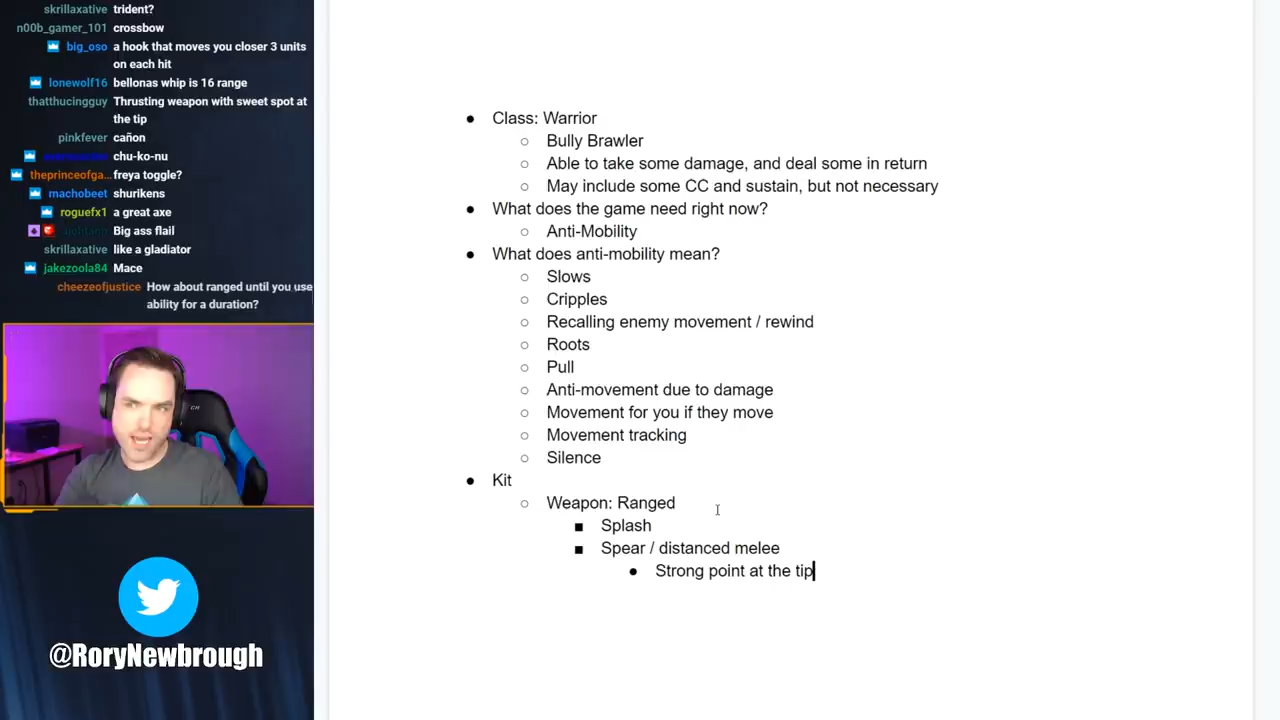 skrillaxative trident?
n00b_gamer_101 crossbow
big_oso a hook that moves you closer 3 units
on each hit
lonewolf16 bellonas whip is 16 range
thatthucingguy Thrusting weapon with sweet spot at
the tip
pinkfever cañon
chu-ko-nu
theprinceofga... freya toggle?
machobeet shurikens
roguefx1 a great axe
Big ass flail
skrillaxative like a gladiator
jakezoola84 Mace
cheezeofjustice How about ranged until you use
ability for a duration?
@RoryNewbrough
● Class: Warrior
○ Bully Brawler
○ Able to take some damage, and deal some in return
○ May include some CC and sustain, but not necessary
● What does the game need right now?
○ Anti-Mobility
● What does anti-mobility mean?
○ Slows
○ Cripples
○ Recalling enemy movement / rewind
○ Roots
○ Pull
○ Anti-movement due to damage
○ Movement for you if they move
○ Movement tracking
○ Silence
● Kit
○ Weapon: Ranged
■ Splash
■ Spear / distanced melee
● Strong point at the tip